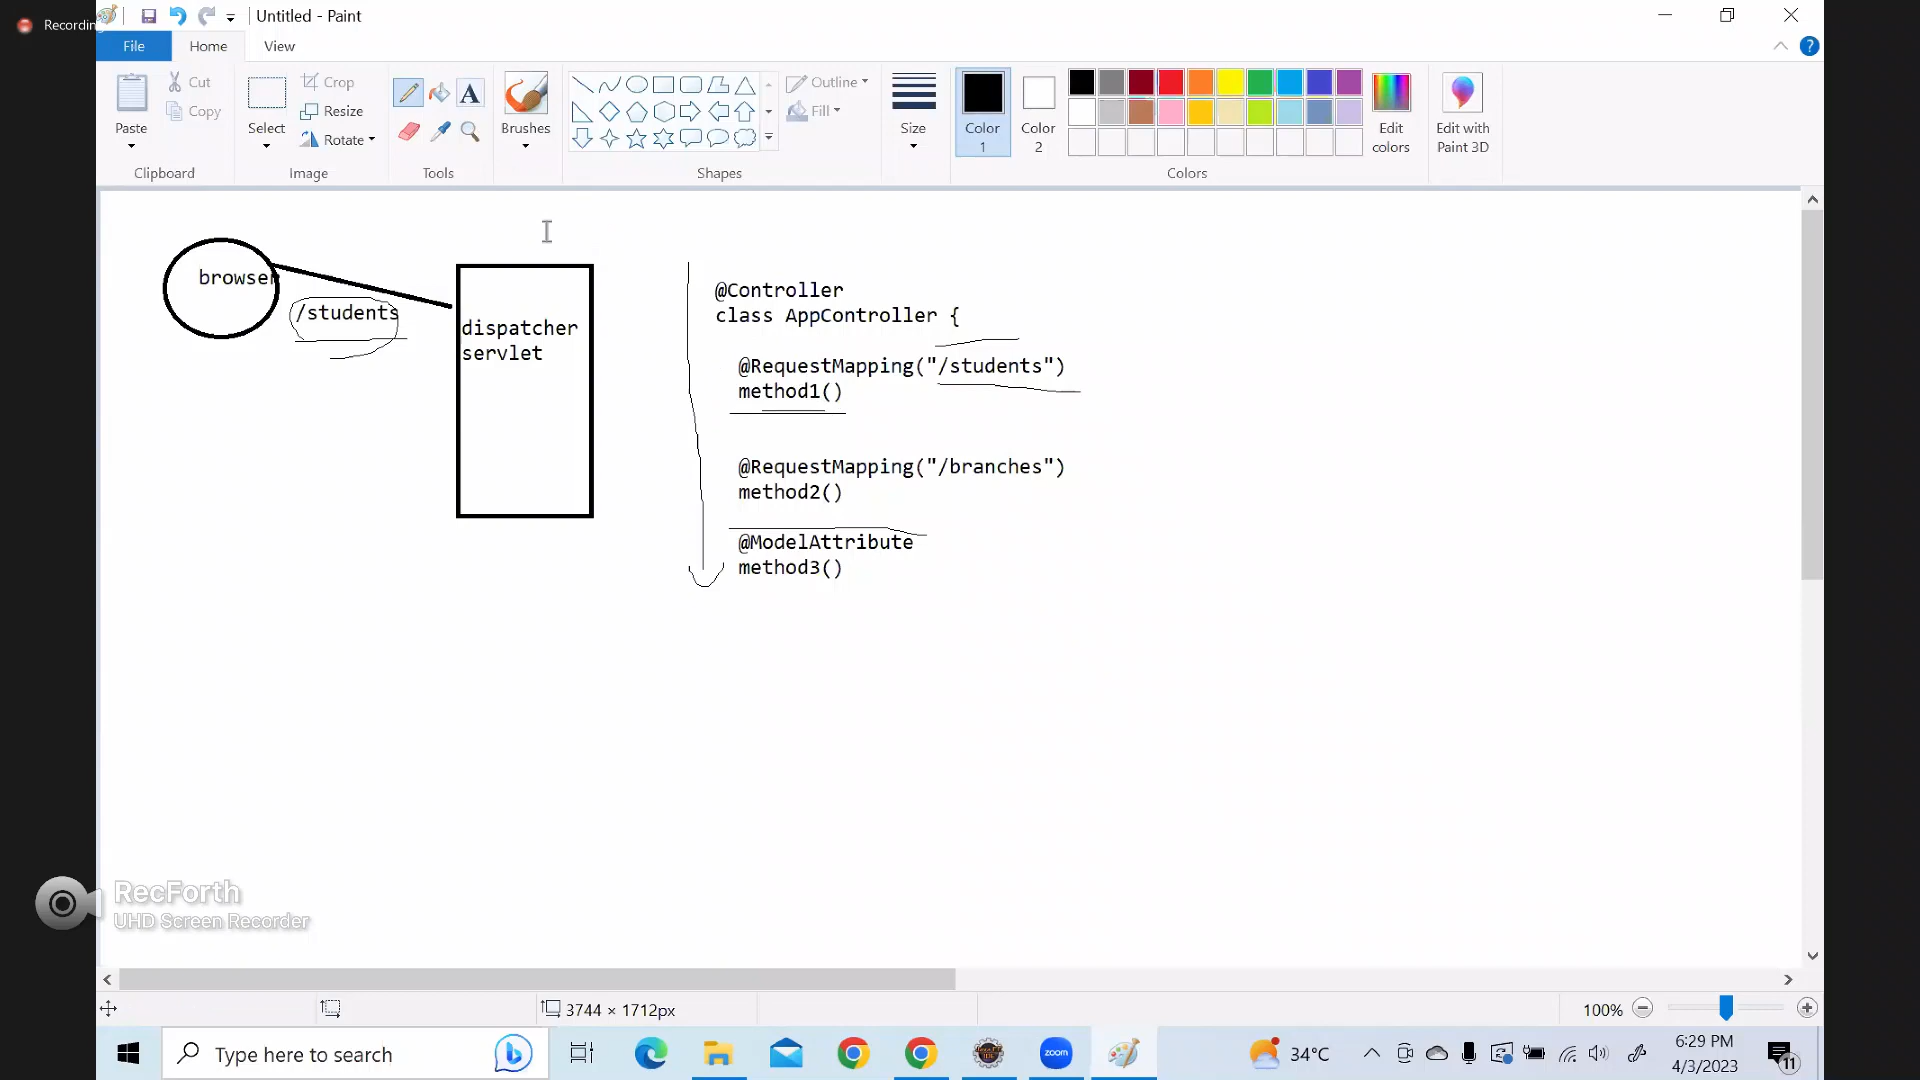 Recording
Untitled - Paint
File
Home
View
Paste
Cut
Copy
Clipboard
Select
Crop
Resize
Rotate
Image
A
Tools
Brushes
Shapes
Outline
Fill
Size
Color
1
Color
2
Edit
colors
Colors
Edit with
Paint 3D
browser
/students
dispatcher
servlet
@Controller
class AppController {
@RequestMapping("/students")
method1()
@RequestMapping("/branches")
method2()
@ModelAttribute
method3()
RecForth
UHD Screen Recorder
3744 × 1712px
100%
Type here to search
zoom
34°C
6:29 PM
4/3/2023
11